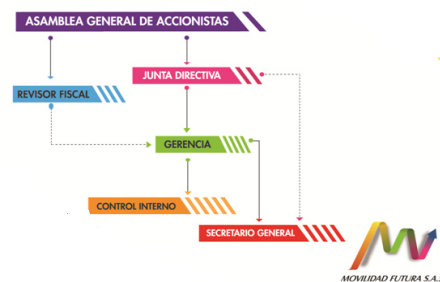 ASAMBLEA GENERAL DE ACCIONISTAS
JUNTA DIRECTIVA
REVISOR FISCAL
GERENCIA
CONTROL INTERNO
SECRETARIO GENERAL
MOVILIDAD FUTURA S.A.S